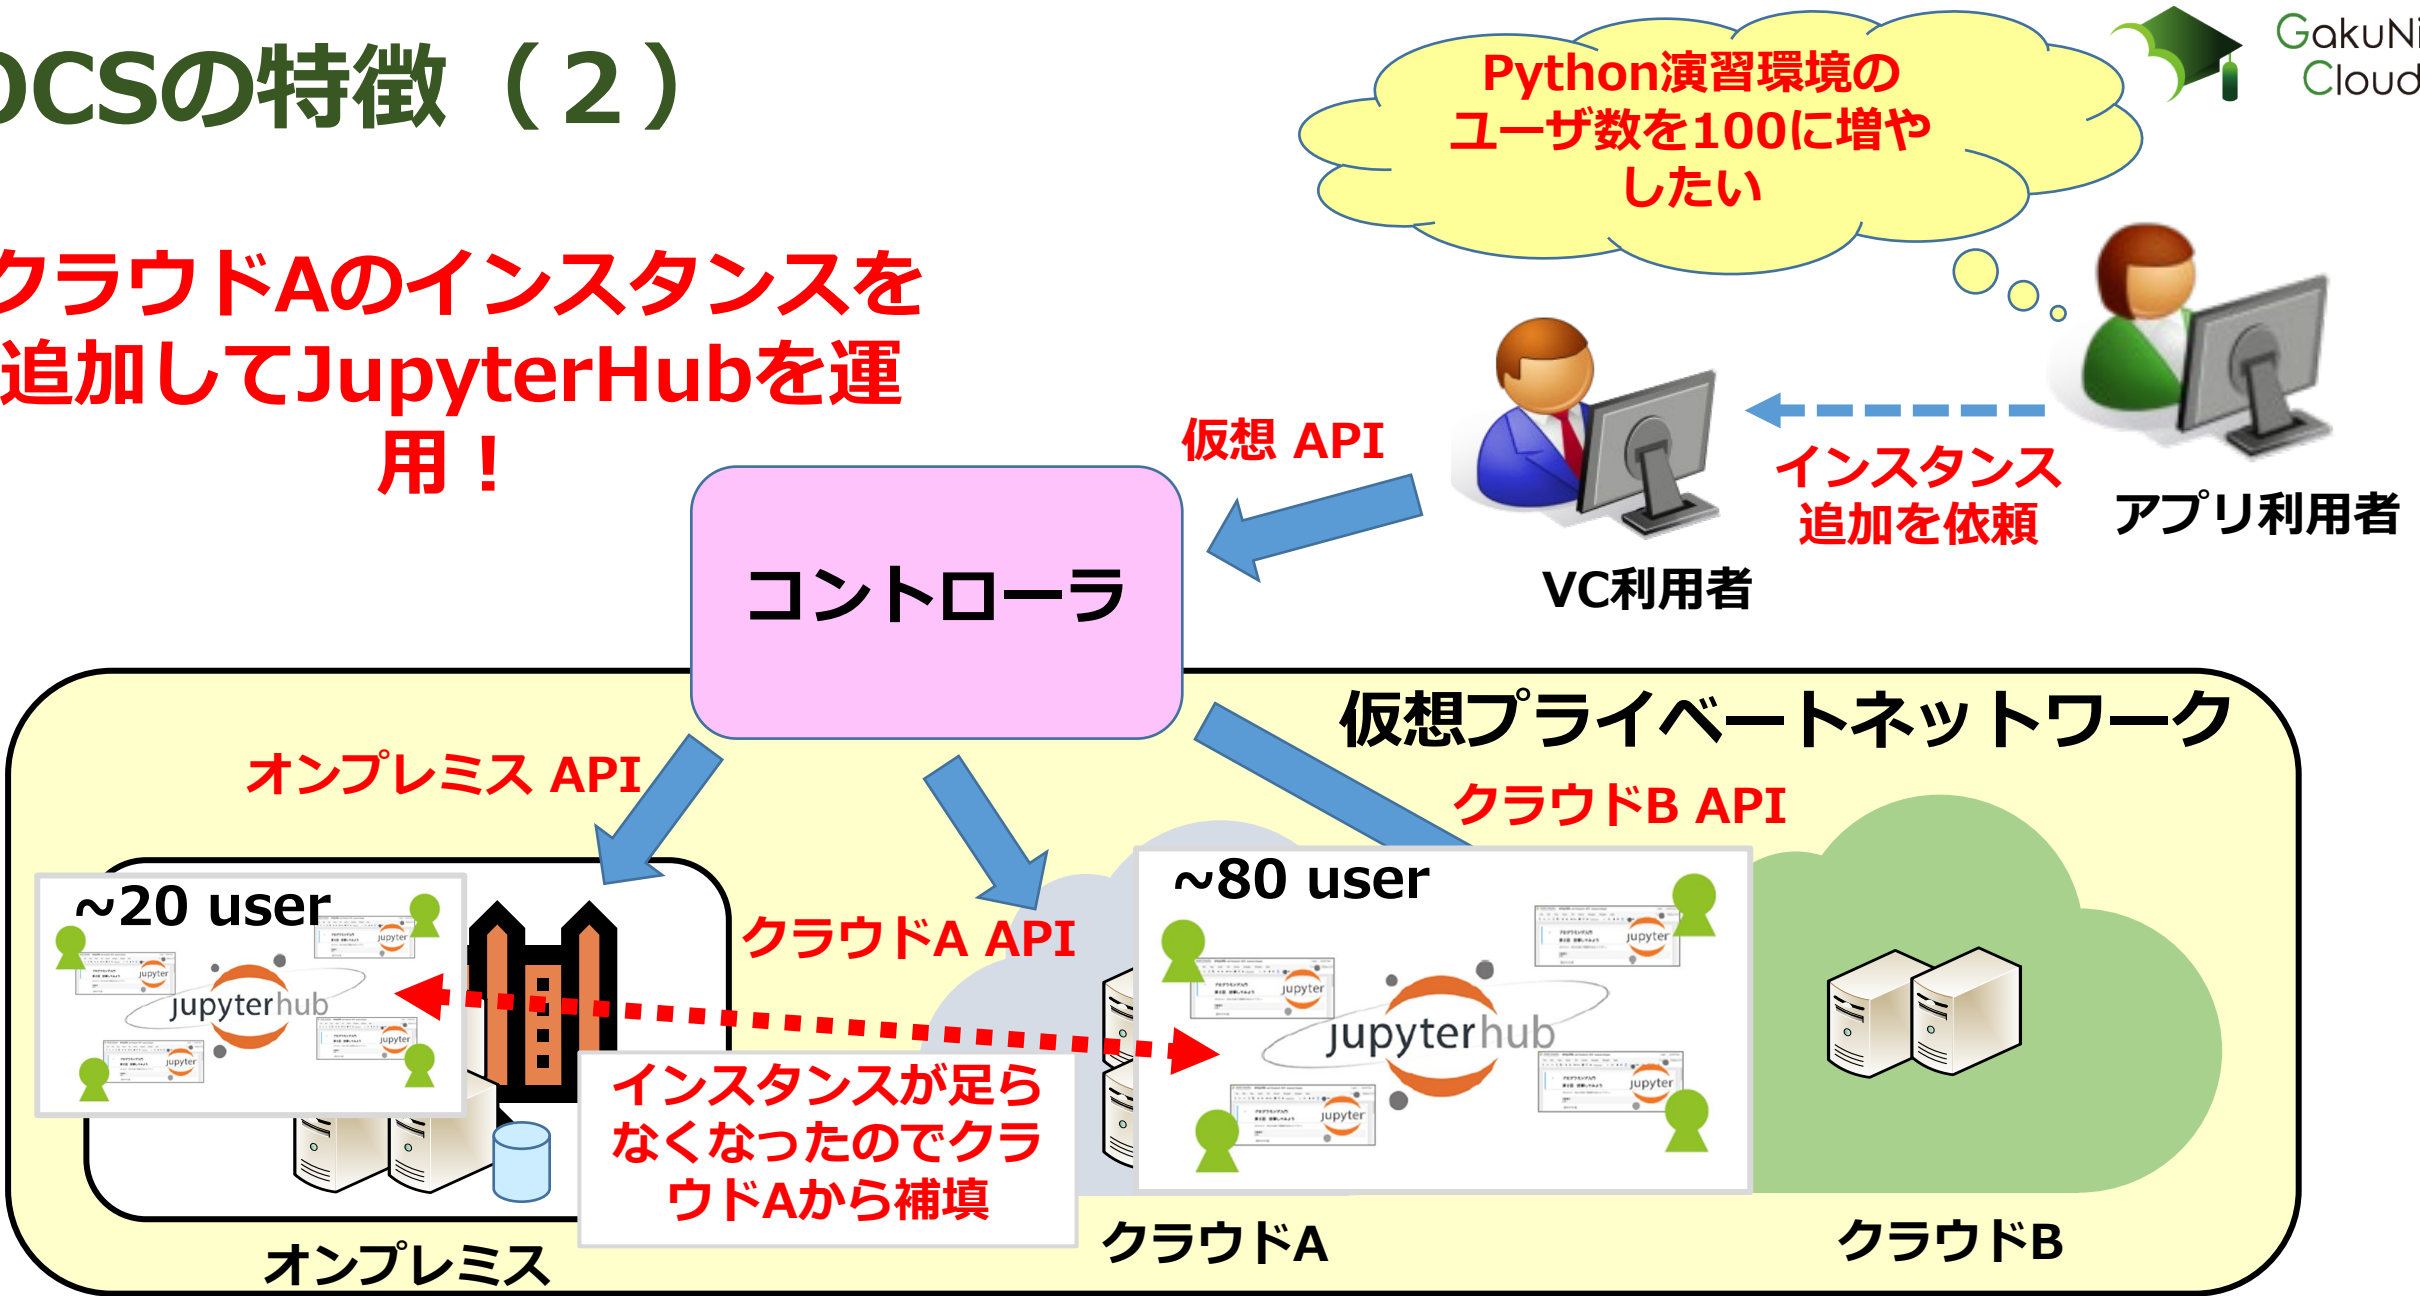 OCSの特徴（２）
GakuNi
Cloud
Python演習環境の
ユーザ数を100に増や
したい
クラウドAのインスタンスを
追加してJupyterHubを運
用！
仮想 API
インスタンス
追加を依頼
アプリ利用者
VC利用者
コントローラ
仮想プライベートネットワーク
オンプレミス API
クラウドB API
クラウドA API
~20 user
jupyter
jupyter
jupyterhub
jupyter
jupyter
~80 user
jupyter
jupyter
jupyterhub
jupyter
jupyter
インスタンスが足ら
なくなったのでクラ
ウドAから補填
オンプレミス
クラウドA
クラウドB